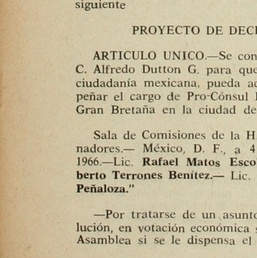 siguiente
PROYECTO DE DEC
ARTICULO UNICO.—Se con
C. Alfredo Dutton G. para que
ciudadanía mexicana, pueda ac
peñar el cargo de Pro-Cónsul
Gran Bretaña en la ciudad de
Sala de Comisiones de la H
nadores.— México, D. F., a 4
1966.—Lic. Rafael Matos Esco
berto Terrones Benítez.— Lic.
Peñaloza."
—Por tratarse de un asunto
lución, en votación económica s
Asamblea si se le dispensa el